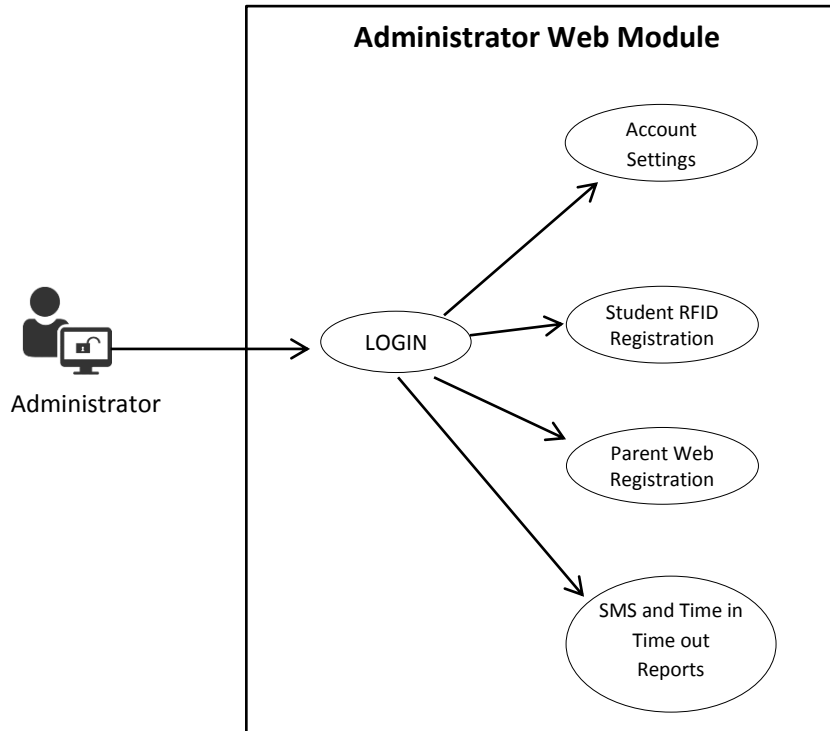 Administrator Web Module
Account
Settings
Student RFID
Registration
LOGIN
Administrator
Parent Web
Registration
SMS and Time in
Time out
Reports